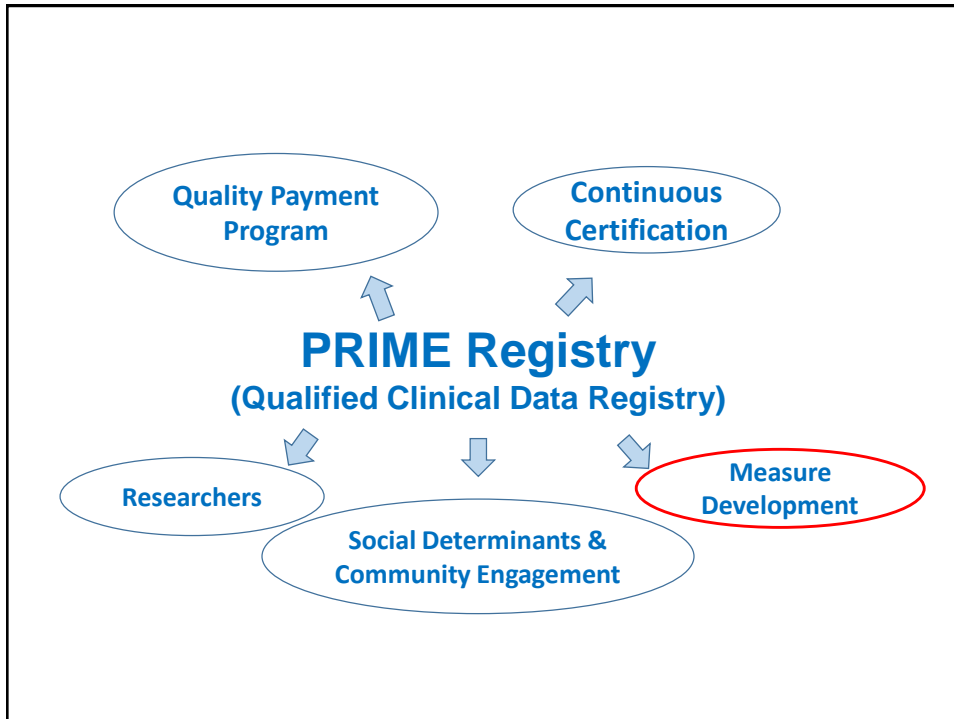 Quality Payment
Program
Continuous
Certification
PRIME Registry
(Qualified Clinical Data Registry)
Researchers
Social Determinants &
Community Engagement
Measure
Development